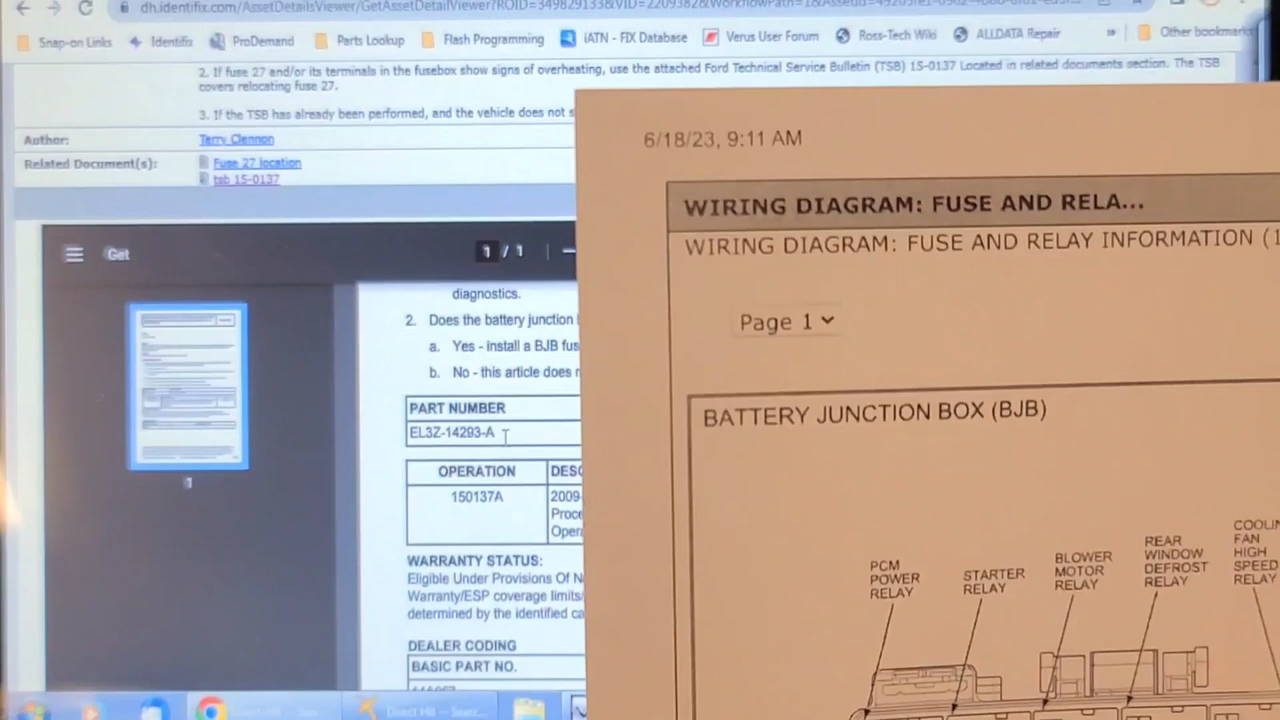 dh.identifix.com/AssetDetailsViewer/GetAssetDetailViewer?ROID=349829133&VID=2209382&WorkflowPath=
Snap-on Links
Identifix
ProDemand
Parts Lookup
Flash Programming
iATN - FIX Database
Verus User Forum
Ross-Tech Wiki
ALLDATA Repair
»
Other bookmarks
2. If fuse 27 and/or its terminals in the fusebox show signs of overheating, use the attached Ford Technical Service Bulletin (TSB) 15-0137 Located in related documents section. The TSB
covers relocating fuse 27.
3. If the TSB has already been performed, and the vehicle does not s
Author:
Terry Clennon
Related Document(s):
Fuse 27 location
tsb 15-0137
Get
1 / 1
1
diagnostics.
2. Does the battery junction
a. Yes - install a BJB fus
b. No - this article does
PART NUMBER
EL3Z-14293-A
OPERATION
DESC
150137A
2009-
Proce
Oper
WARRANTY STATUS:
Eligible Under Provisions Of N
Warranty/ESP coverage limits/
determined by the identified ca
DEALER CODING
BASIC PART NO.
6/18/23, 9:11 AM
WIRING DIAGRAM: FUSE AND RELA...
WIRING DIAGRAM: FUSE AND RELAY INFORMATION (1
Page 1
BATTERY JUNCTION BOX (BJB)
PCM
POWER
RELAY
STARTER
RELAY
BLOWER
MOTOR
RELAY
REAR
WINDOW
DEFROST
RELAY
COOLIN
FAN
HIGH
SPEED
RELAY